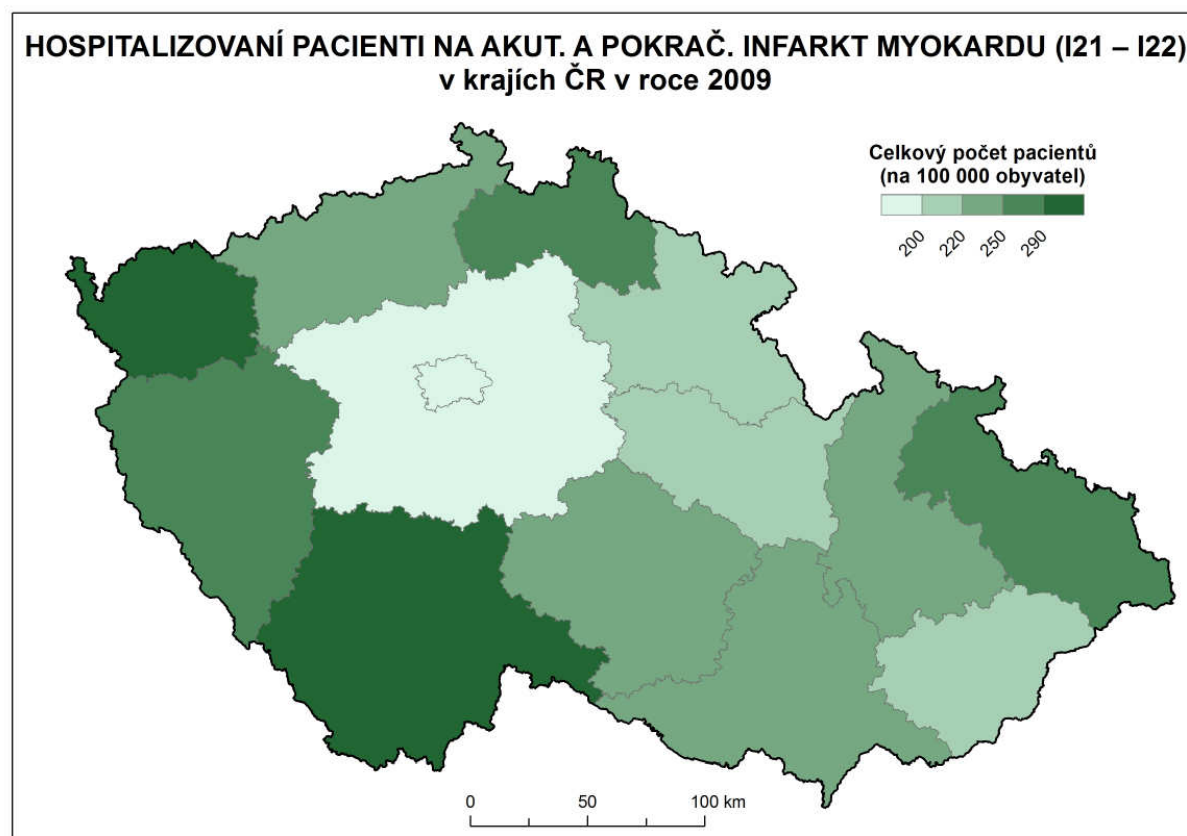 HOSPITALIZOVANÍ PACIENTI NA AKUT. A POKRAČ. INFARKT MYOKARDU (I21 – I22)
v krajích ČR v roce 2009
Celkový počet pacientů
(na 100 000 obyvatel)
200 220 250 290
0 50 100 km